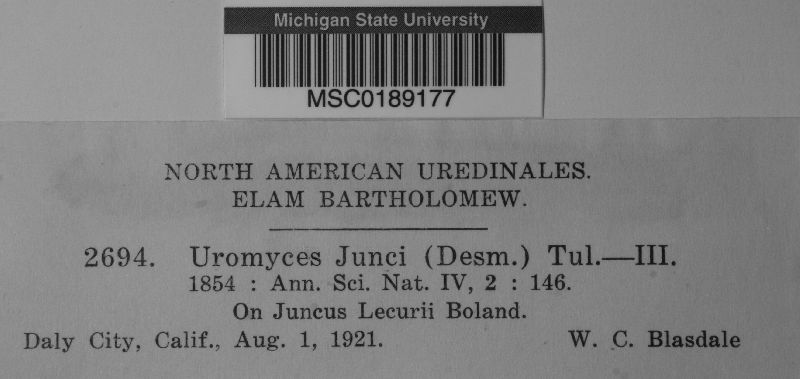 Michigan State University
MSC0189177
NORTH AMERICAN UREDINALES.
ELAM BARTHOLOMEW.
2694. Uromyces Junci (Desm.) Tul.—III.
1854 : Ann. Sci. Nat. IV, 2 : 146.
On Juncus Lecurii Boland.
Daly City, Calif., Aug. 1, 1921. W. C. Blasdale